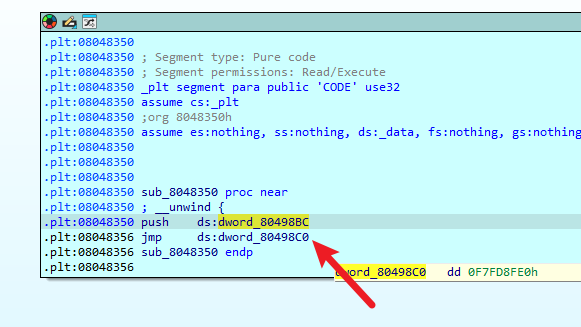 .plt:08048350
.plt:08048350 ; Segment type: Pure code
.plt:08048350 ; Segment permissions: Read/Execute
.plt:08048350 _plt segment para public 'CODE' use32
.plt:08048350 assume cs:_plt
.plt:08048350 ;org 8048350h
.plt:08048350 assume es:nothing, ss:nothing, ds:_data, fs:nothing, gs:nothing
.plt:08048350
.plt:08048350
.plt:08048350
.plt:08048350 sub_8048350 proc near
.plt:08048350 ; __unwind {
.plt:08048350 push    ds:dword_80498BC
.plt:08048356 jmp     ds:dword_80498C0
.plt:08048356 sub_8048350 endp
.plt:08048356
dword_80498C0   dd 0F7FD8FE0h